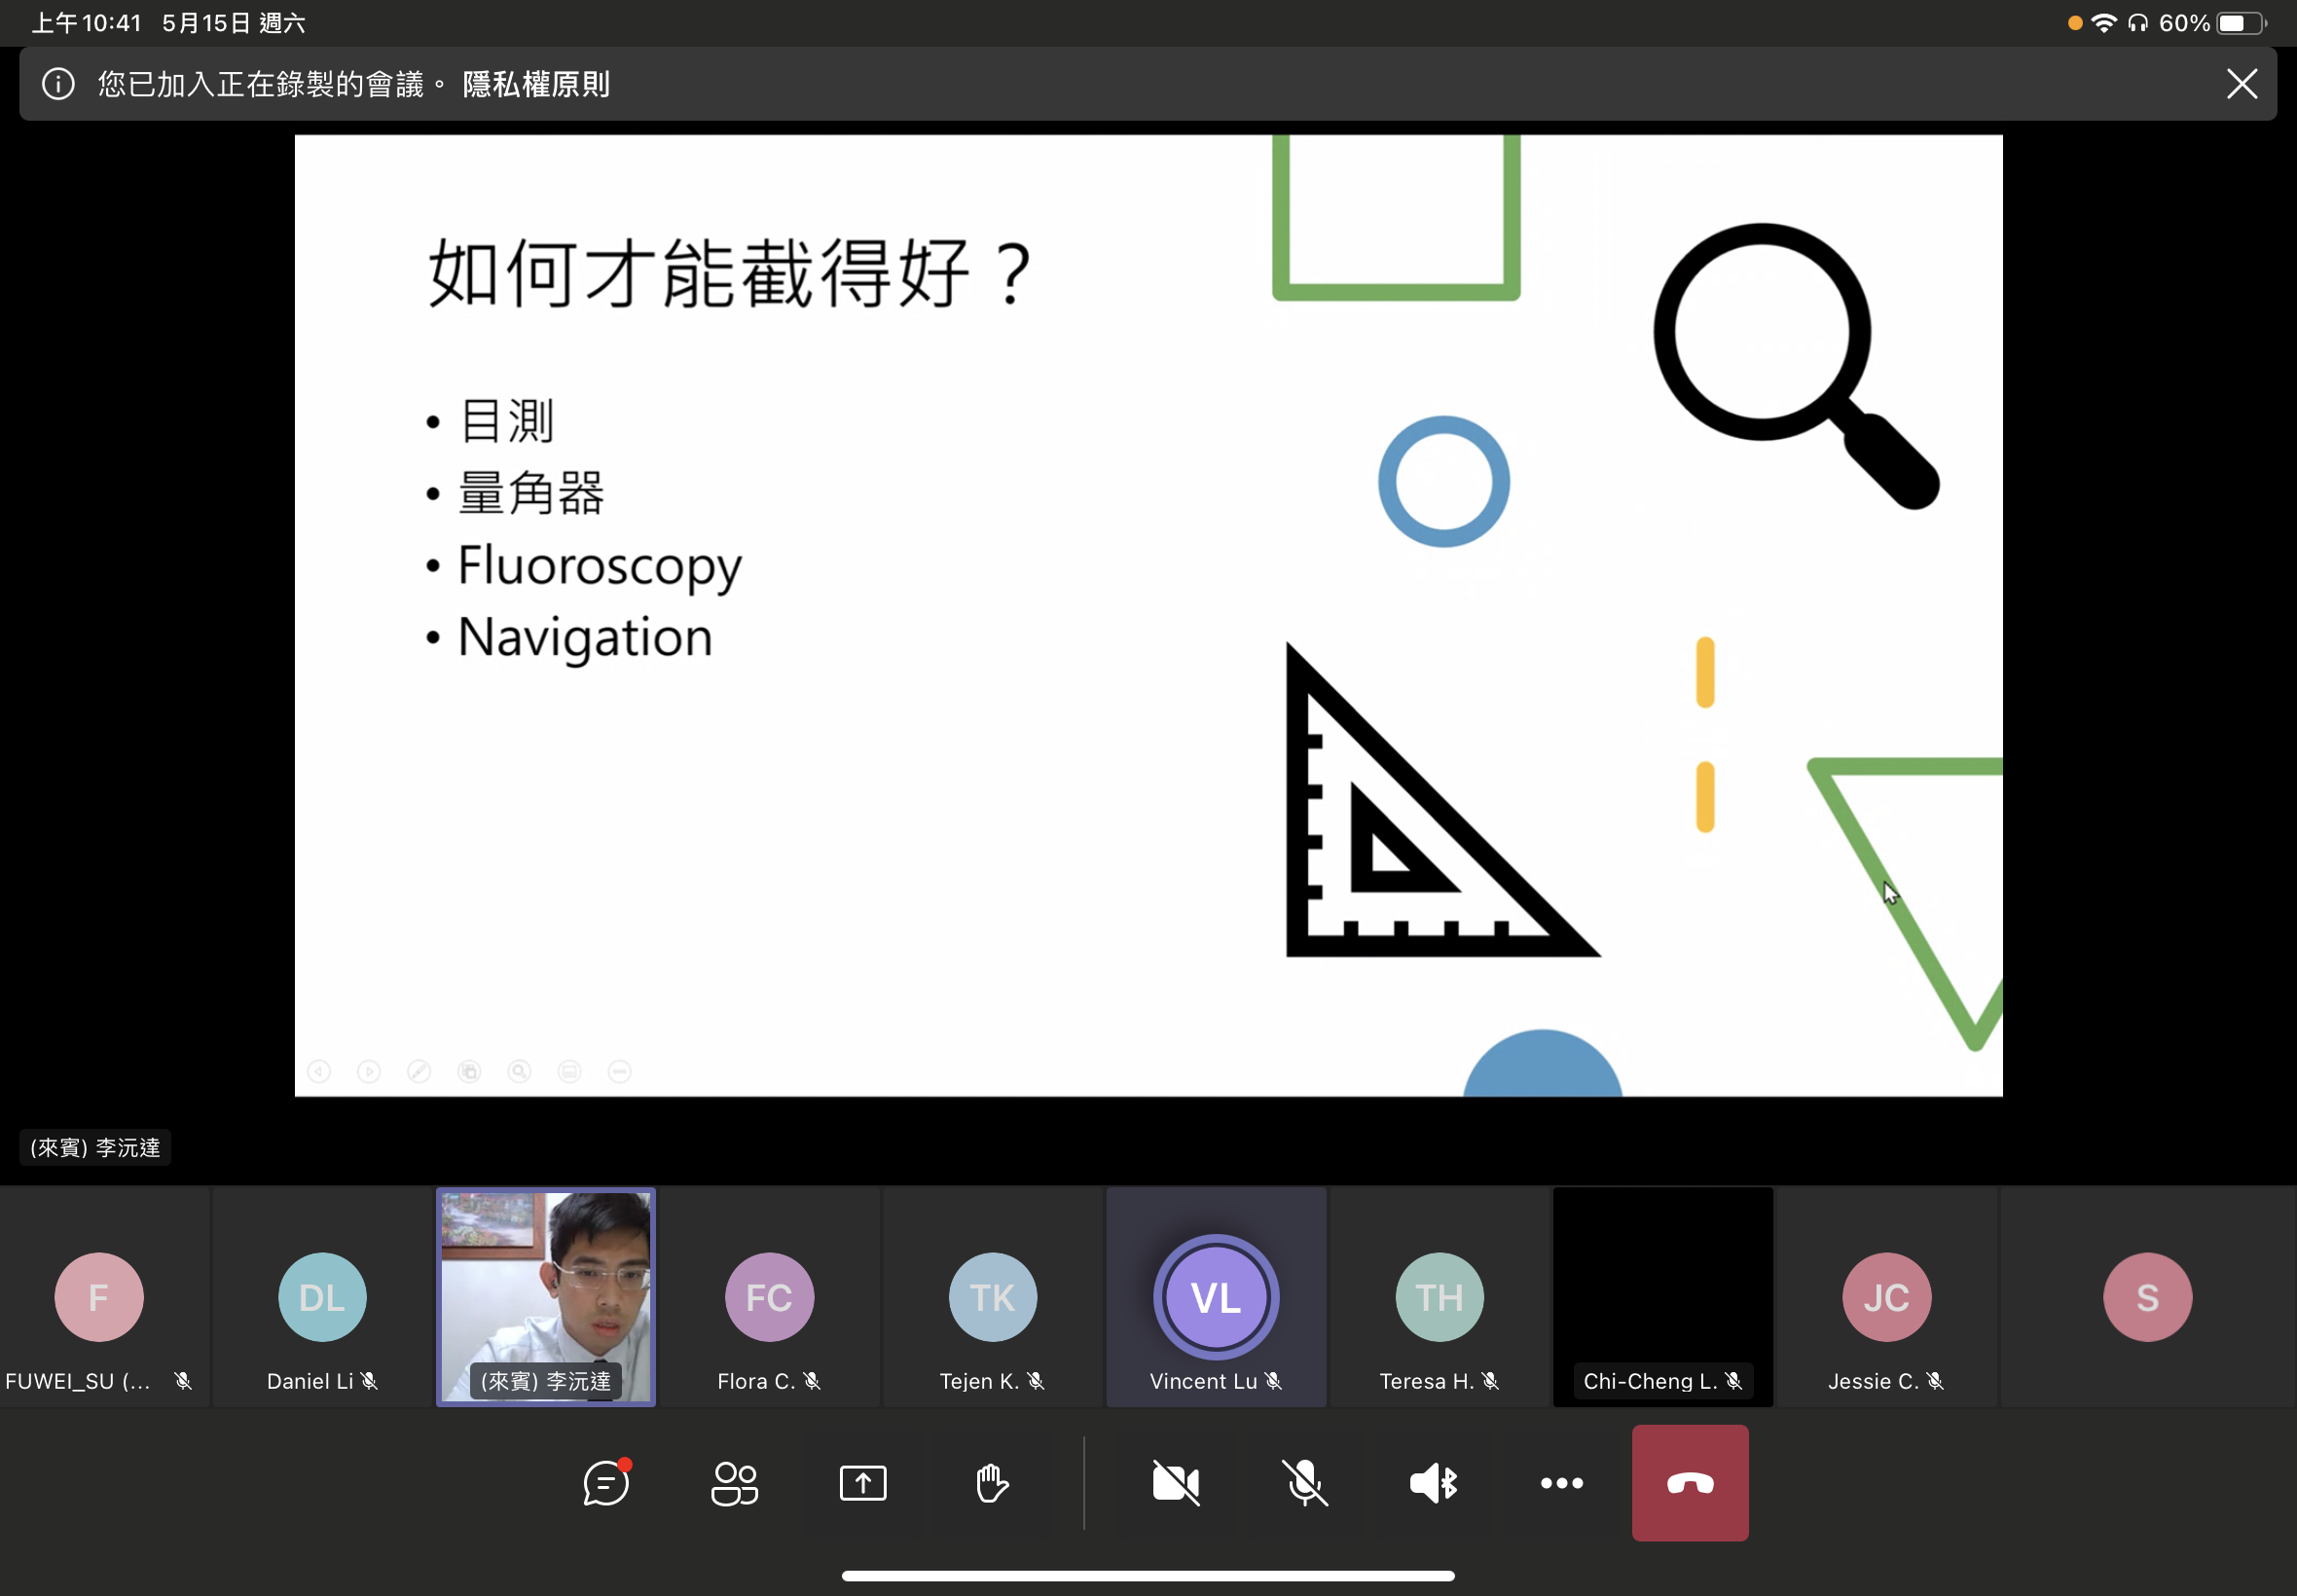 上午10:41 5月15日 週六
60%
您已加入正在錄製的會議。 隱私權原則
如何才能截得好？
• 目測
• 量角器
• Fluoroscopy
• Navigation
(來賓) 李沅達
F
DL
FC
TK
VL
TH
JC
S
FUWEI_SU (...
Daniel Li
(來賓) 李沅達
Flora C.
Tejen K.
Vincent Lu
Teresa H.
Chi-Cheng L.
Jessie C.